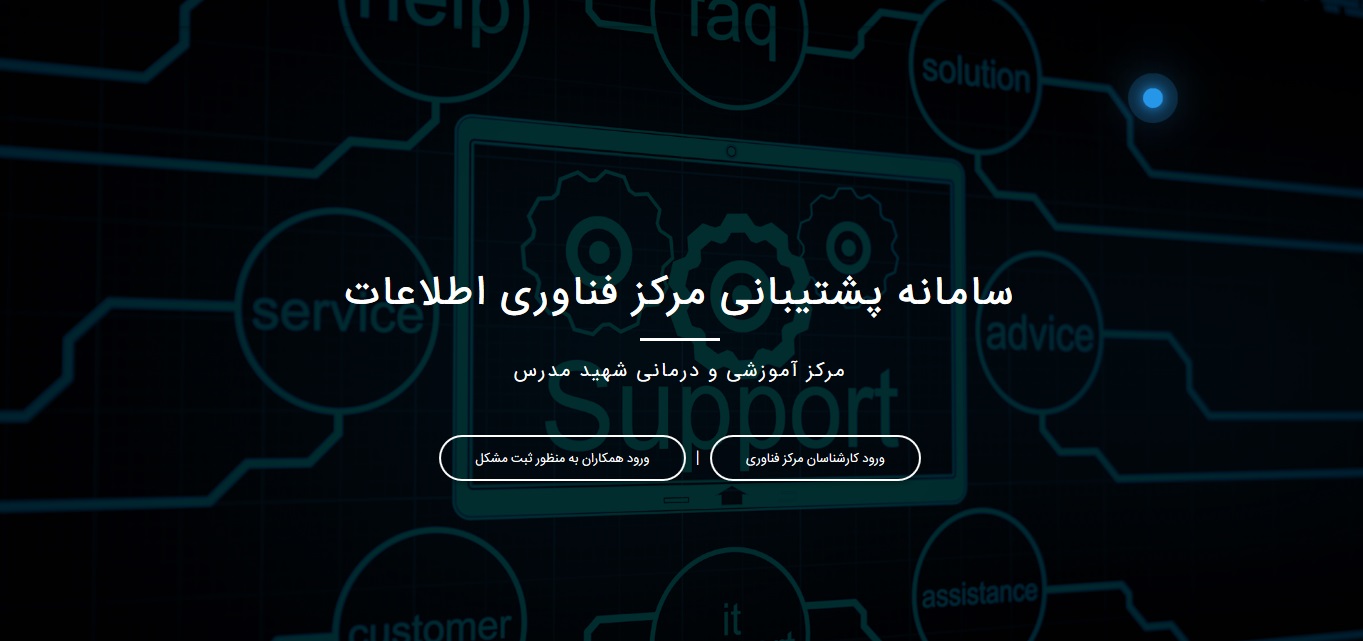 help
faq
solution
سامانه پشتیبانی مرکز فناوری اطلاعات
service
advice
مرکز آموزشی و درمانی شهید مدرس
Support
ورود کارشناسان مرکز فناوری | ورود همکاران به منظور ثبت مشکل
assistance
customer
it